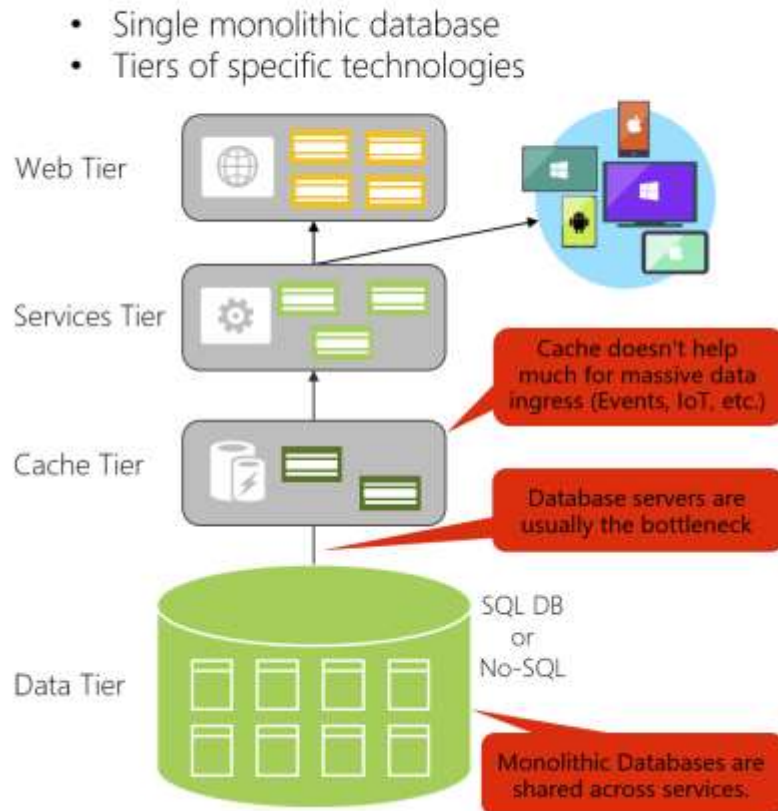 • Single monolithic database
• Tiers of specific technologies
Web Tier
Services Tier
Cache doesn't help
much for massive data
ingress (Events, IoT, etc.)
Cache Tier
Database servers are
usually the bottleneck
SQL DB
or
No-SQL
Data Tier
Monolithic Databases are
shared across services.